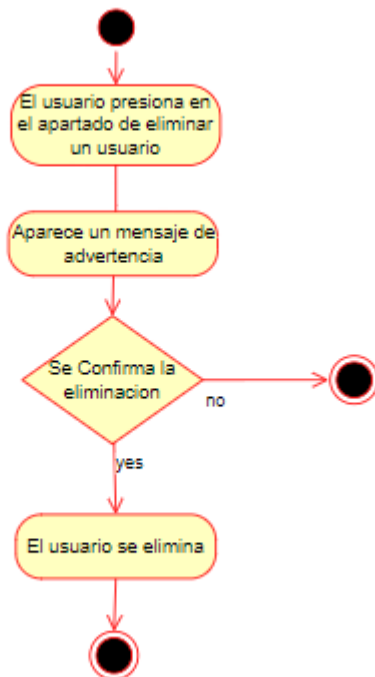 El usuario presiona en
el apartado de eliminar
un usuario
Aparece un mensaje de
advertencia
Se Confirma la
eliminacion
no
yes
El usuario se elimina